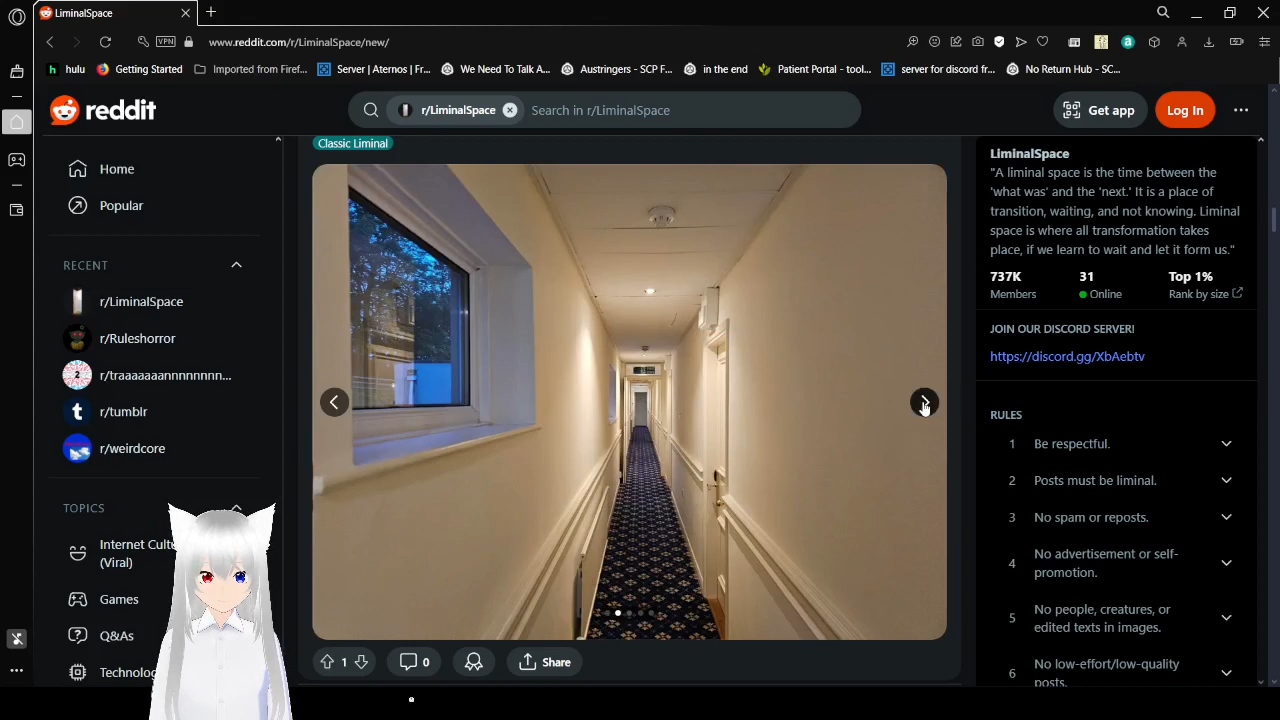 LiminalSpace
VPN
www.reddit.com/r/LiminalSpace/new/
hulu
Getting Started
Imported from Firef...
Server | Aternos | Fr...
We Need To Talk A...
Austringers - SCP F...
in the end
Patient Portal - tool...
server for discord fr...
No Return Hub - SC...
reddit
r/LiminalSpace
Search in r/LiminalSpace
Get app
Log In
Home
Popular
RECENT
r/LiminalSpace
r/Ruleshorror
r/traaaaaaannnnnnnn...
r/tumblr
r/weirdcore
TOPICS
Internet Cultu
(Viral)
Games
Q&As
Technolo
Classic Liminal
1
0
Share
LiminalSpace
"A liminal space is the time between the
'what was' and the 'next.' It is a place of
transition, waiting, and not knowing. Liminal
space is where all transformation takes
place, if we learn to wait and let it form us."
737K
31
Top 1%
Members
Online
Rank by size
JOIN OUR DISCORD SERVER!
https://discord.gg/XbAebtv
RULES
1 Be respectful.
2 Posts must be liminal.
3 No spam or reposts.
4 No advertisement or self-
promotion.
5 No people, creatures, or
edited texts in images.
6 No low-effort/low-quality
posts.